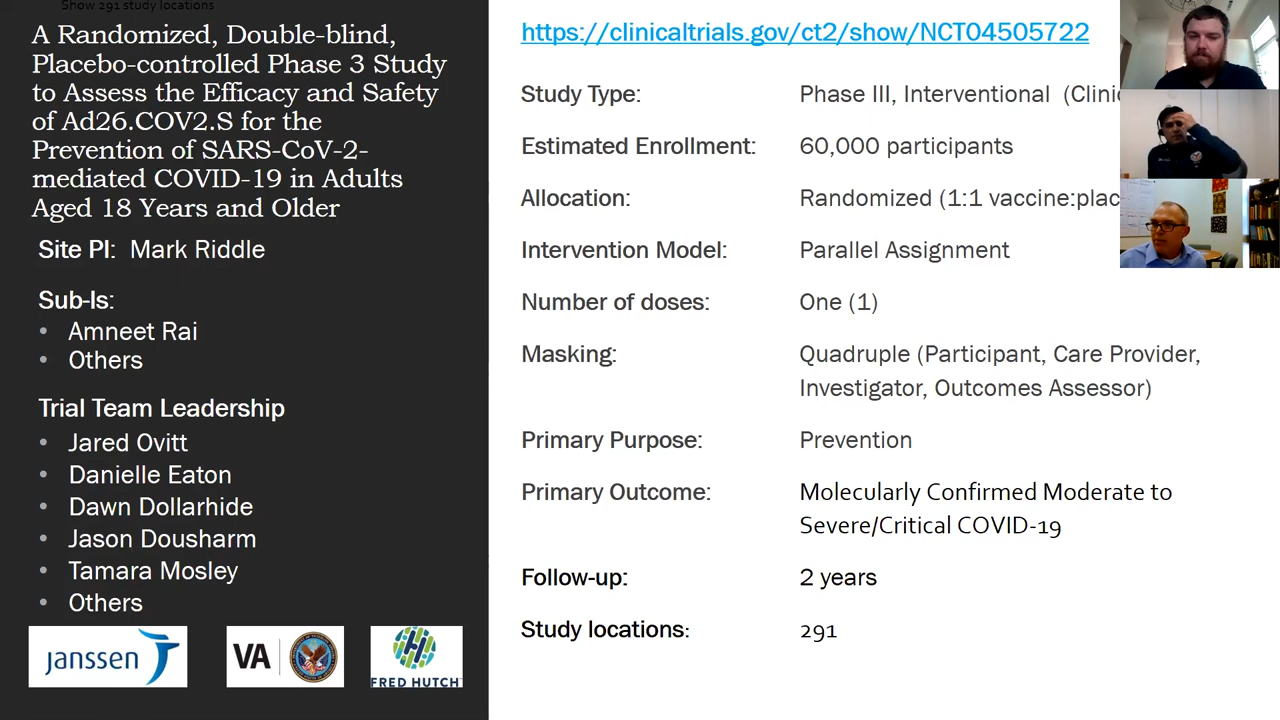 Show 291 study locations
A Randomized, Double-blind,
Placebo-controlled Phase 3 Study
to Assess the Efficacy and Safety
of Ad26.COV2.S for the
Prevention of SARS-CoV-2-
mediated COVID-19 in Adults
Aged 18 Years and Older
Site PI: Mark Riddle
Sub-Is:
• Amneet Rai
• Others
Trial Team Leadership
• Jared Ovitt
• Danielle Eaton
• Dawn Dollarhide
• Jason Dousharm
• Tamara Mosley
• Others
janssen
VA
FRED HUTCH
https://clinicaltrials.gov/ct2/show/NCT04505722
Study Type: Phase III, Interventional (Clinic
Estimated Enrollment: 60,000 participants
Allocation: Randomized (1:1 vaccine:plac
Intervention Model: Parallel Assignment
Number of doses: One (1)
Masking: Quadruple (Participant, Care Provider,
Investigator, Outcomes Assessor)
Primary Purpose: Prevention
Primary Outcome: Molecularly Confirmed Moderate to
Severe/Critical COVID-19
Follow-up: 2 years
Study locations: 291